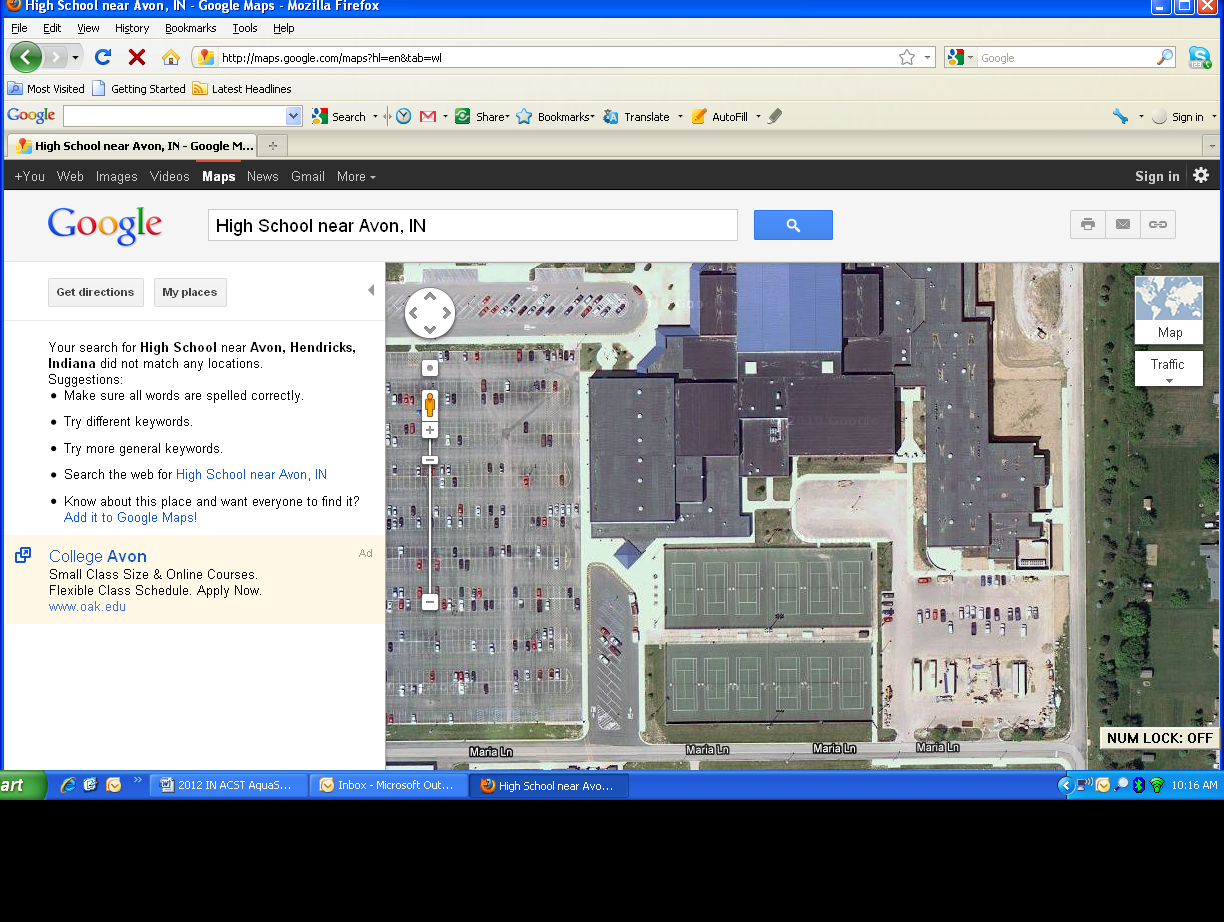 High School near Avon, IN - Google Maps - Mozilla Firefox
File Edit View History Bookmarks Tools Help
http://maps.google.com/maps?hl=en&tab=wl
Google
Most Visited Getting Started Latest Headlines
Google Search Share Bookmarks Translate AutoFill Sign in
High School near Avon, IN - Google M...
+You Web Images Videos Maps News Gmail More Sign in
Google High School near Avon, IN
Get directions My places
Map
Traffic
Your search for High School near Avon, Hendricks,
Indiana did not match any locations.
Suggestions:
Make sure all words are spelled correctly.
Try different keywords.
Try more general keywords.
Search the web for High School near Avon, IN
Know about this place and want everyone to find it?
Add it to Google Maps!
College Avon Ad
Small Class Size & Online Courses.
Flexible Class Schedule. Apply Now.
www.oak.edu
Maria Ln Maria Ln Maria Ln Maria Ln
NUM LOCK: OFF
art 2012 IN ACST AquaS... Inbox - Microsoft Out... High School near Avo... 10:16 AM